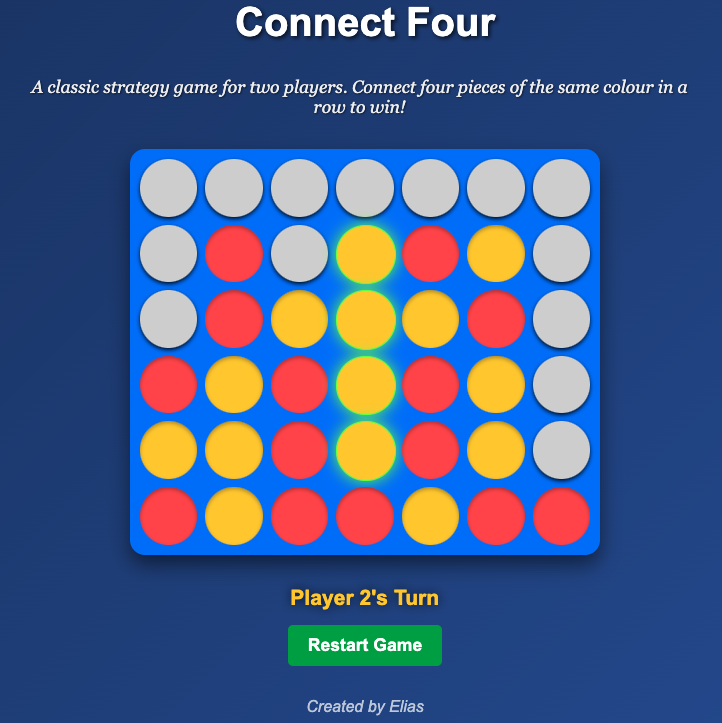 Connect Four
A classic strategy game for two players. Connect four pieces of the same colour in a
row to win!
Player 2's Turn
Restart Game
Created by Elias